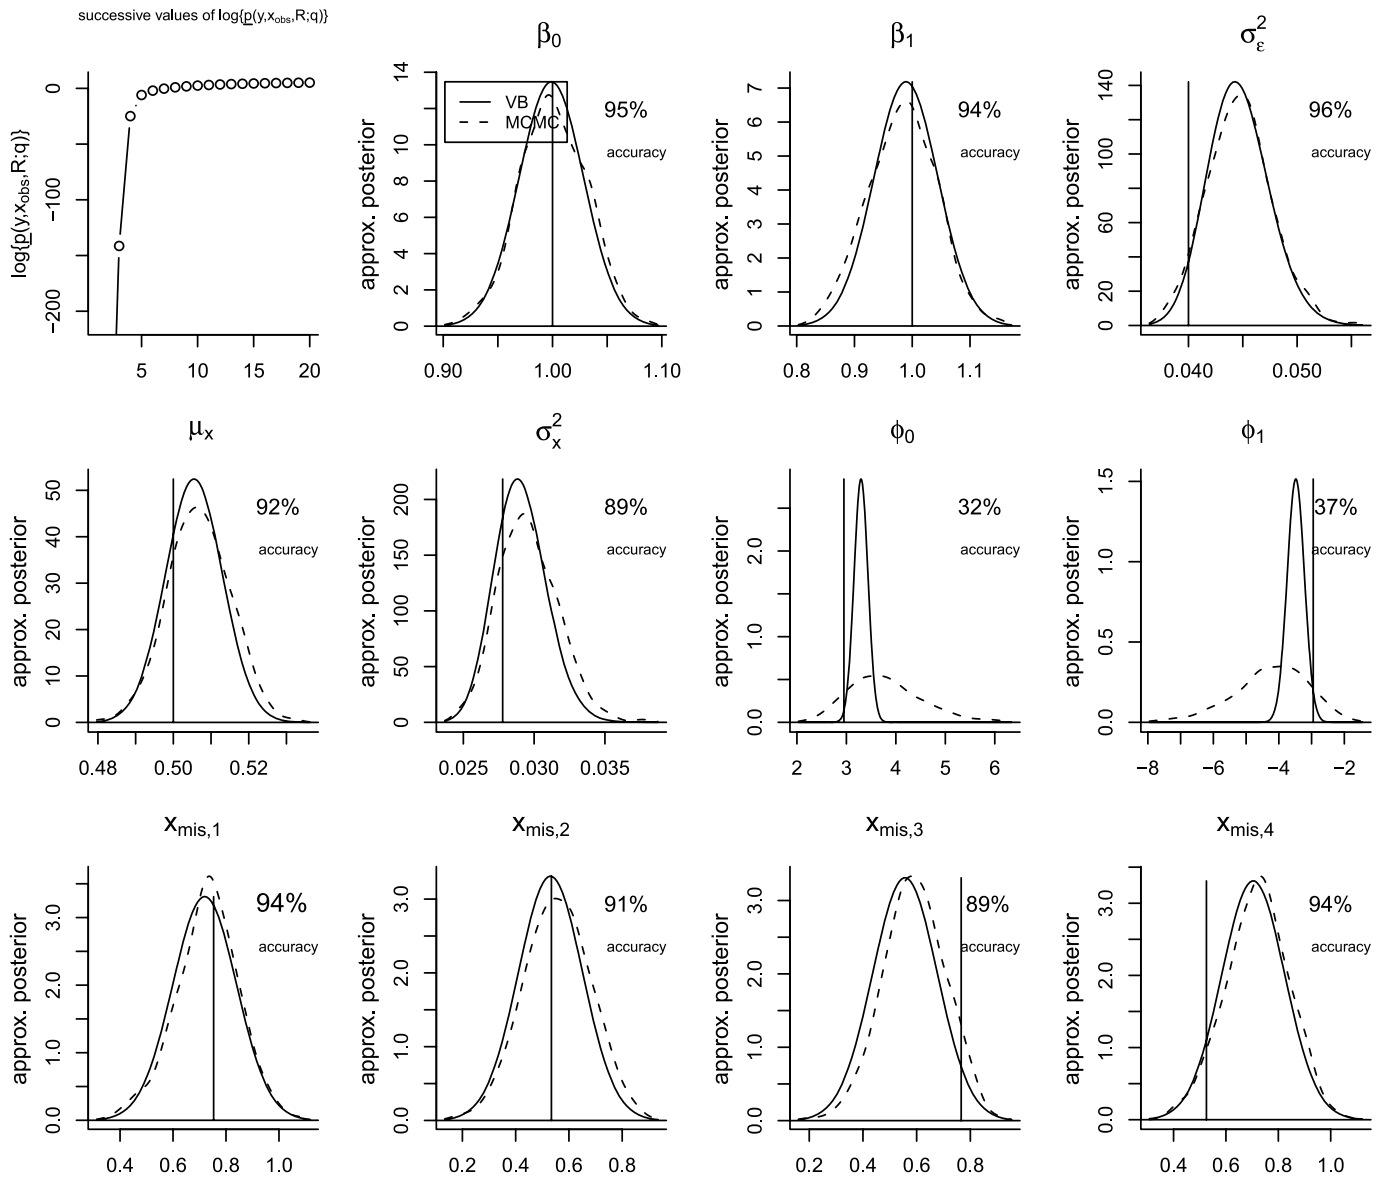 successive values of log{p(y,x_obs,R;q)}
log{p(y,x_obs,R;q)}
0
−100
−200
5 10 15 20
β_0
VB
MCMC
95%
accuracy
approx. posterior
0 2 4 6 8 10 12 14
0.90 1.00 1.10
β_1
94%
accuracy
approx. posterior
0 1 2 3 4 5 6 7
0.8 0.9 1.0 1.1
σ_ε^2
96%
accuracy
approx. posterior
0 20 60 100 140
0.040 0.050
μ_x
92%
accuracy
approx. posterior
0 10 20 30 40 50
0.48 0.50 0.52
σ_x^2
89%
accuracy
approx. posterior
0 50 100 150 200
0.025 0.030 0.035
ϕ_0
32%
accuracy
approx. posterior
0.0 1.0 2.0
2 3 4 5 6
ϕ_1
37%
accuracy
approx. posterior
0.0 0.5 1.0 1.5
−8 −6 −4 −2
x_mis,1
94%
accuracy
approx. posterior
0.0 1.0 2.0 3.0
0.4 0.6 0.8 1.0
x_mis,2
91%
accuracy
approx. posterior
0.0 1.0 2.0 3.0
0.2 0.4 0.6 0.8
x_mis,3
89%
accuracy
approx. posterior
0.0 1.0 2.0 3.0
0.2 0.4 0.6 0.8
x_mis,4
94%
accuracy
approx. posterior
0.0 1.0 2.0 3.0
0.4 0.6 0.8 1.0